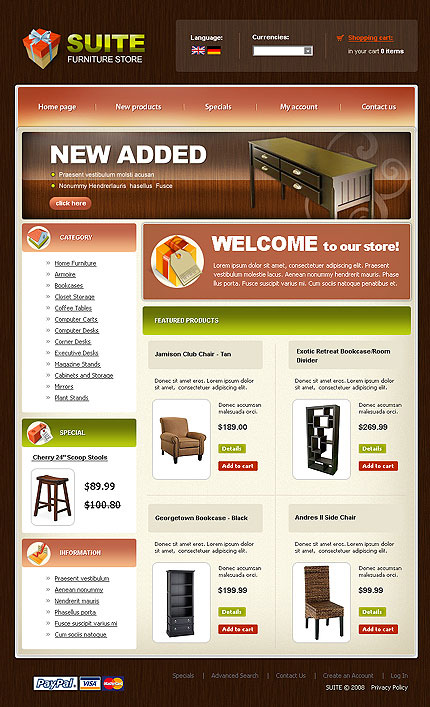 SUITE
FURNITURE STORE
Language:
Currencies:
Shopping cart:
in your cart 0 items
Home page
New products
Specials
My account
Contact us
NEW ADDED
Praesent vestibulum molsti acusan
Nonummy Hendrerilauris hasellus Fusce
click here
CATEGORY
Home Furniture
Armoire
Bookcases
Closet Storage
Coffee Tables
Computer Carts
Computer Desks
Corner Desks
Executive Desks
Magazine Stands
Cabinets and Storage
Mirrors
Plant Stands
SPECIAL
Cherry 24" Scoop Stools
$89.99
$100.80
INFORMATION
Praesent vestibulum
Aenean nonummy
Nendrerit mauris
Phasellus porta
Fusce suscipit varius mi
Cum sociis natoque
WELCOME to our store!
Lorem ipsum dolor sit amet, consectetuer adipiscing elit. Praesent
vestibulum molestie lacus. Aenean nonummy hendrerit mauris. Phase
llus porta. Fusce suscipit varius mi. Cum sociis natoque penatibus et.
FEATURED PRODUCTS
Jamison Club Chair - Tan
Donec sit amet eros. Lorem ipsum dolor
sit amet, consectetuer adipiscing elit.
Donec accumsan
malesuada orci.
$189.00
Details
Add to cart
Exotic Retreat Bookcase/Room
Divider
Donec sit amet eros. Lorem ipsum dolor
sit amet, consectetuer adipiscing elit.
Donec accumsan
malesuada orci.
$269.99
Details
Add to cart
Georgetown Bookcase - Black
Donec sit amet eros. Lorem ipsum dolor
sit amet, consectetuer adipiscing elit.
Donec accumsan
malesuada orci.
$199.99
Details
Add to cart
Andres II Side Chair
Donec sit amet eros. Lorem ipsum dolor
sit amet, consectetuer adipiscing elit.
Donec accumsan
malesuada orci.
$99.99
Details
Add to cart
PayPal VISA MasterCard
Specials | Advanced Search | Contact Us | Create an Account | Log In
SUITE © 2008 Privacy Policy